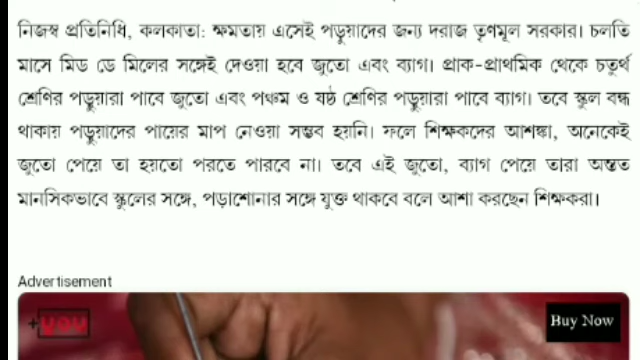 নিজস্ব প্রতিনিধি, কলকাতা: ক্ষমতায় এসেই পড়ুয়াদের জন্য দরাজ তৃণমূল সরকার। চলতি
মাসে মিড ডে মিলের সঙ্গেই দেওয়া হবে জুতো এবং ব্যাগ। প্রাক-প্রাথমিক থেকে চতুর্থ
শ্রেণির পড়ুয়ারা পাবে জুতো এবং পঞ্চম ও ষষ্ঠ শ্রেণির পড়ুয়ারা পাবে ব্যাগ। তবে স্কুল বন্ধ
থাকায় পড়ুয়াদের পায়ের মাপ নেওয়া সম্ভব হয়নি। ফলে শিক্ষকদের আশঙ্কা, অনেকেই
জুতো পেয়ে তা হয়তো পরতে পারবে না। তবে এই জুতো, ব্যাগ পেয়ে তারা অন্তত
মানসিকভাবে স্কুলের সঙ্গে, পড়াশোনার সঙ্গে যুক্ত থাকবে বলে আশা করছেন শিক্ষকরা।
Advertisement
+you
Buy Now